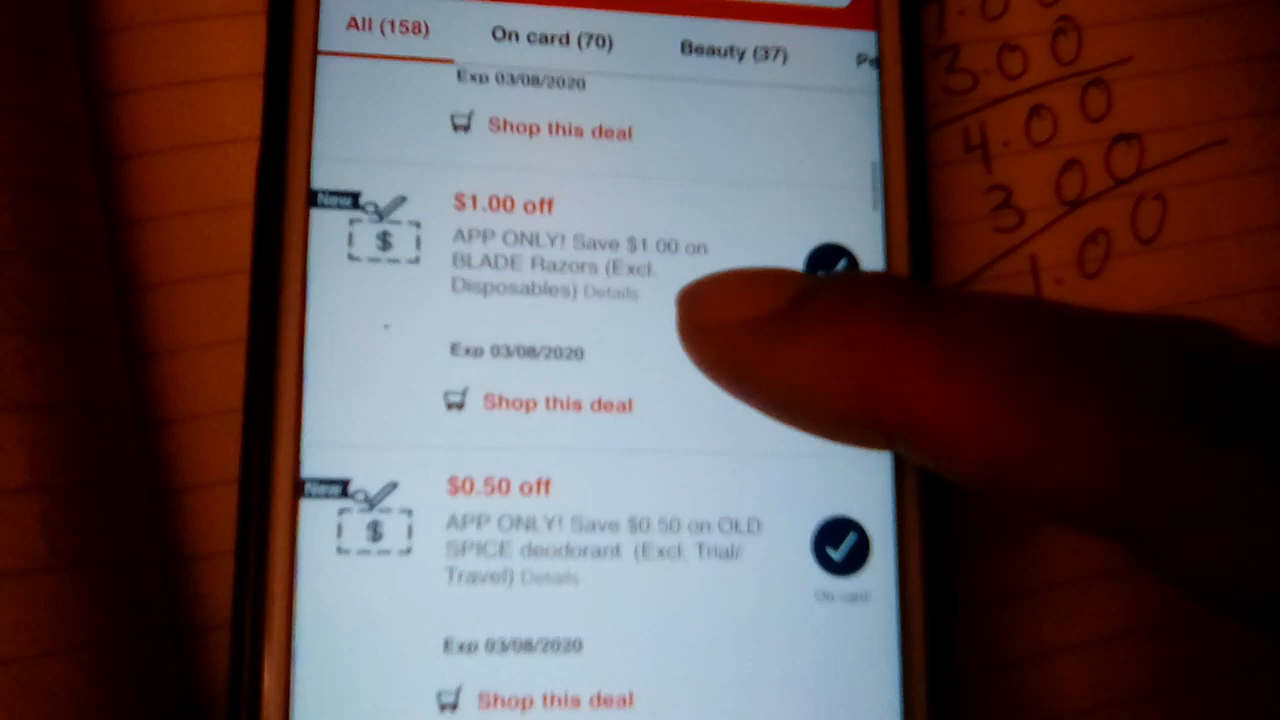 All (158) On card (70) Beauty (37)
Exp 03/08/2020
Shop this deal
New
$1.00 off
$
APP ONLY! Save $1.00 on
BLADE Razors (Excl.
Disposables) Details
Exp 03/08/2020
Shop this deal
New
$0.50 off
$
APP ONLY! Save $0.50 on OLD
SPICE deodorant (Excl. Trial/
Travel) Details
On card
Exp 03/08/2020
Shop this deal
3.00
4.00
3 00
1.00